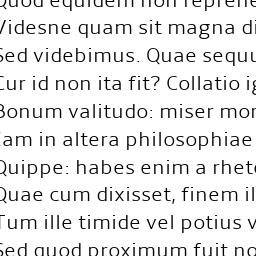 Quod equidem non reprehe
Videsne quam sit magna di
Sed videbimus. Quae sequu
Cur id non ita fit? Collatio ig
Bonum valitudo: miser mor
Iam in altera philosophiae
Quippe: habes enim a rheto
Quae cum dixisset, finem il
Tum ille timide vel potius v
Sed quod proximum fuit no